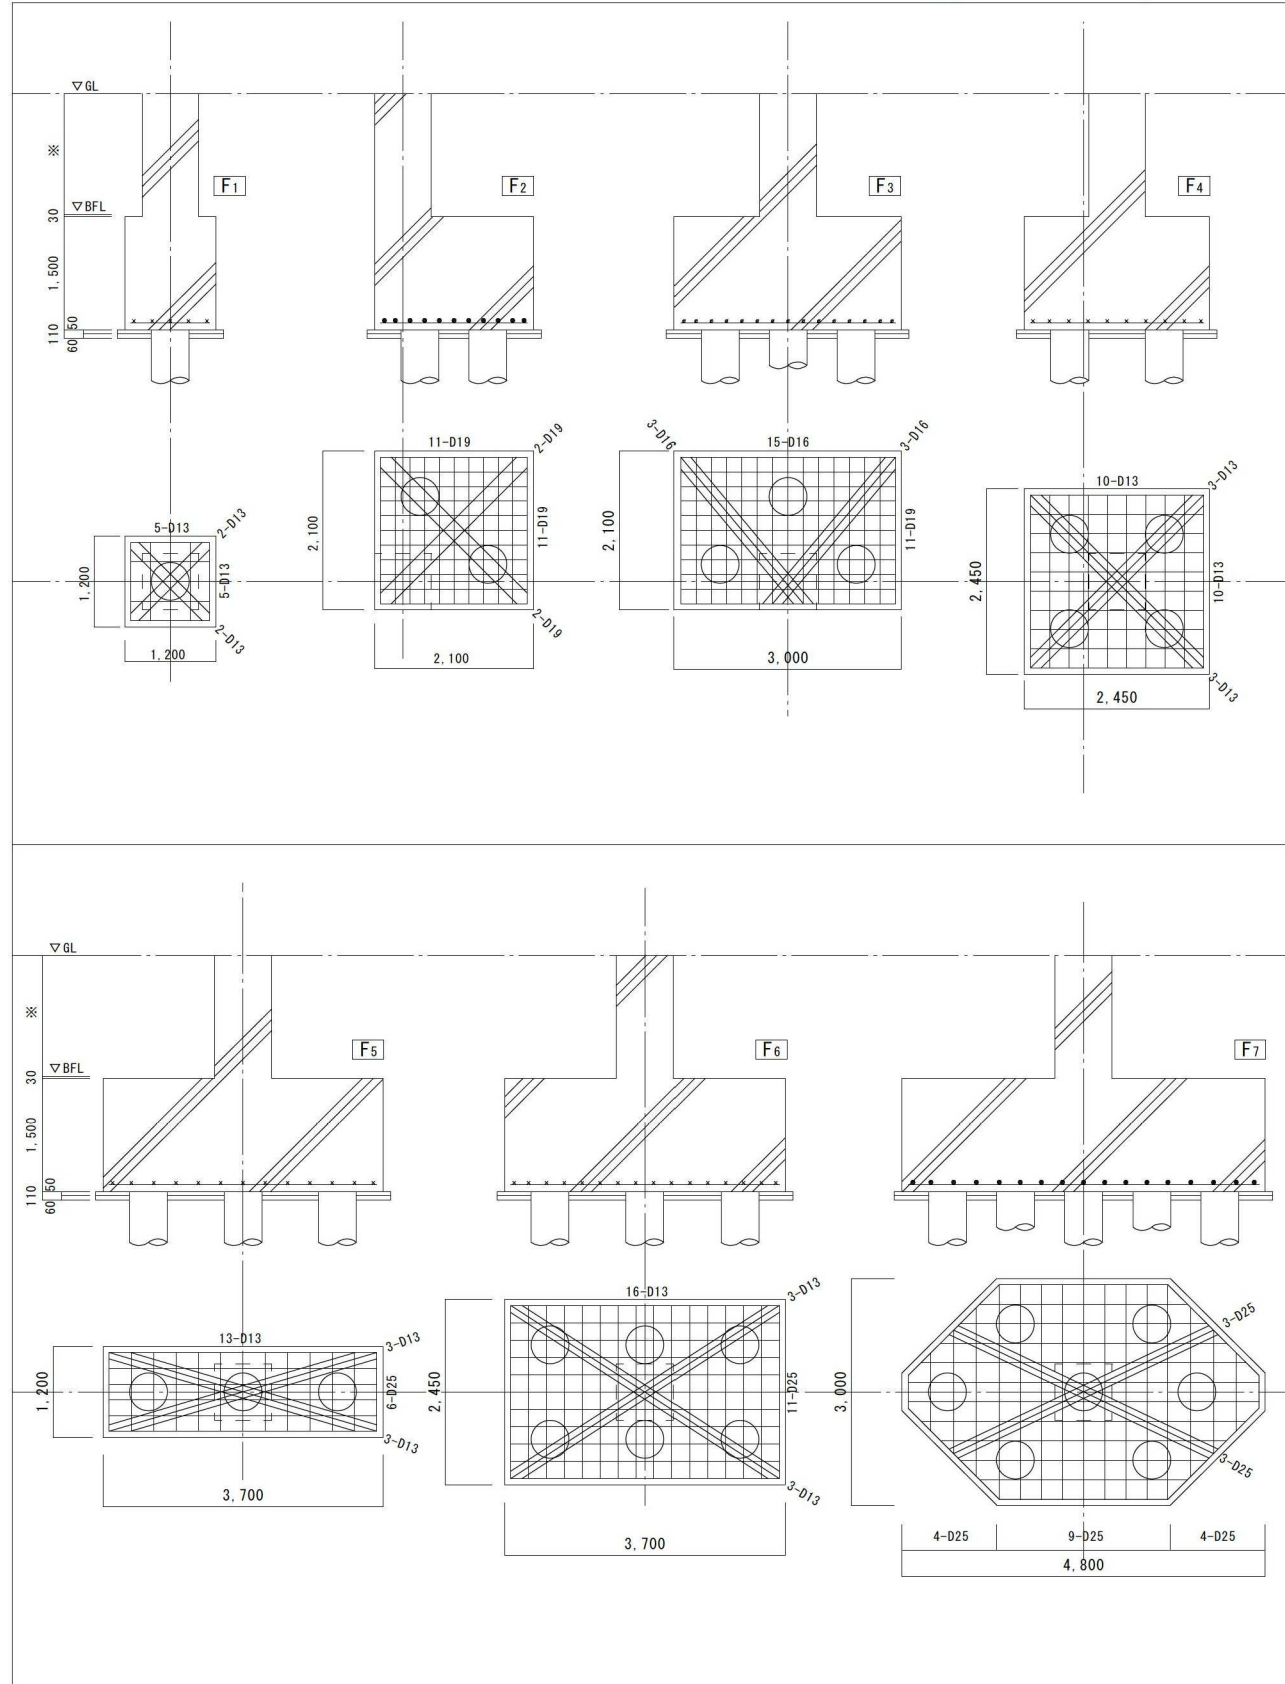 ▽GL
※
F1
F2
F3
F4
▽BFL
30
1,500
110
50
60
5-D13
2-D13
1,200
5-D13
2-D13
1,200
11-D19
2-D19
2,100
11-D19
2-D19
2,100
3-D16
15-D16
3-D16
2,100
11-D19
3,000
10-D13
3-D13
2,450
10-D13
3-D13
2,450
▽GL
※
F5
F6
F7
▽BFL
30
1,500
110
50
60
13-D13
3-D13
1,200
6-D25
3-D13
3,700
16-D13
3-D13
2,450
11-D25
3-D13
3,700
3-D25
3,000
3-D25
4-D25
9-D25
4-D25
4,800